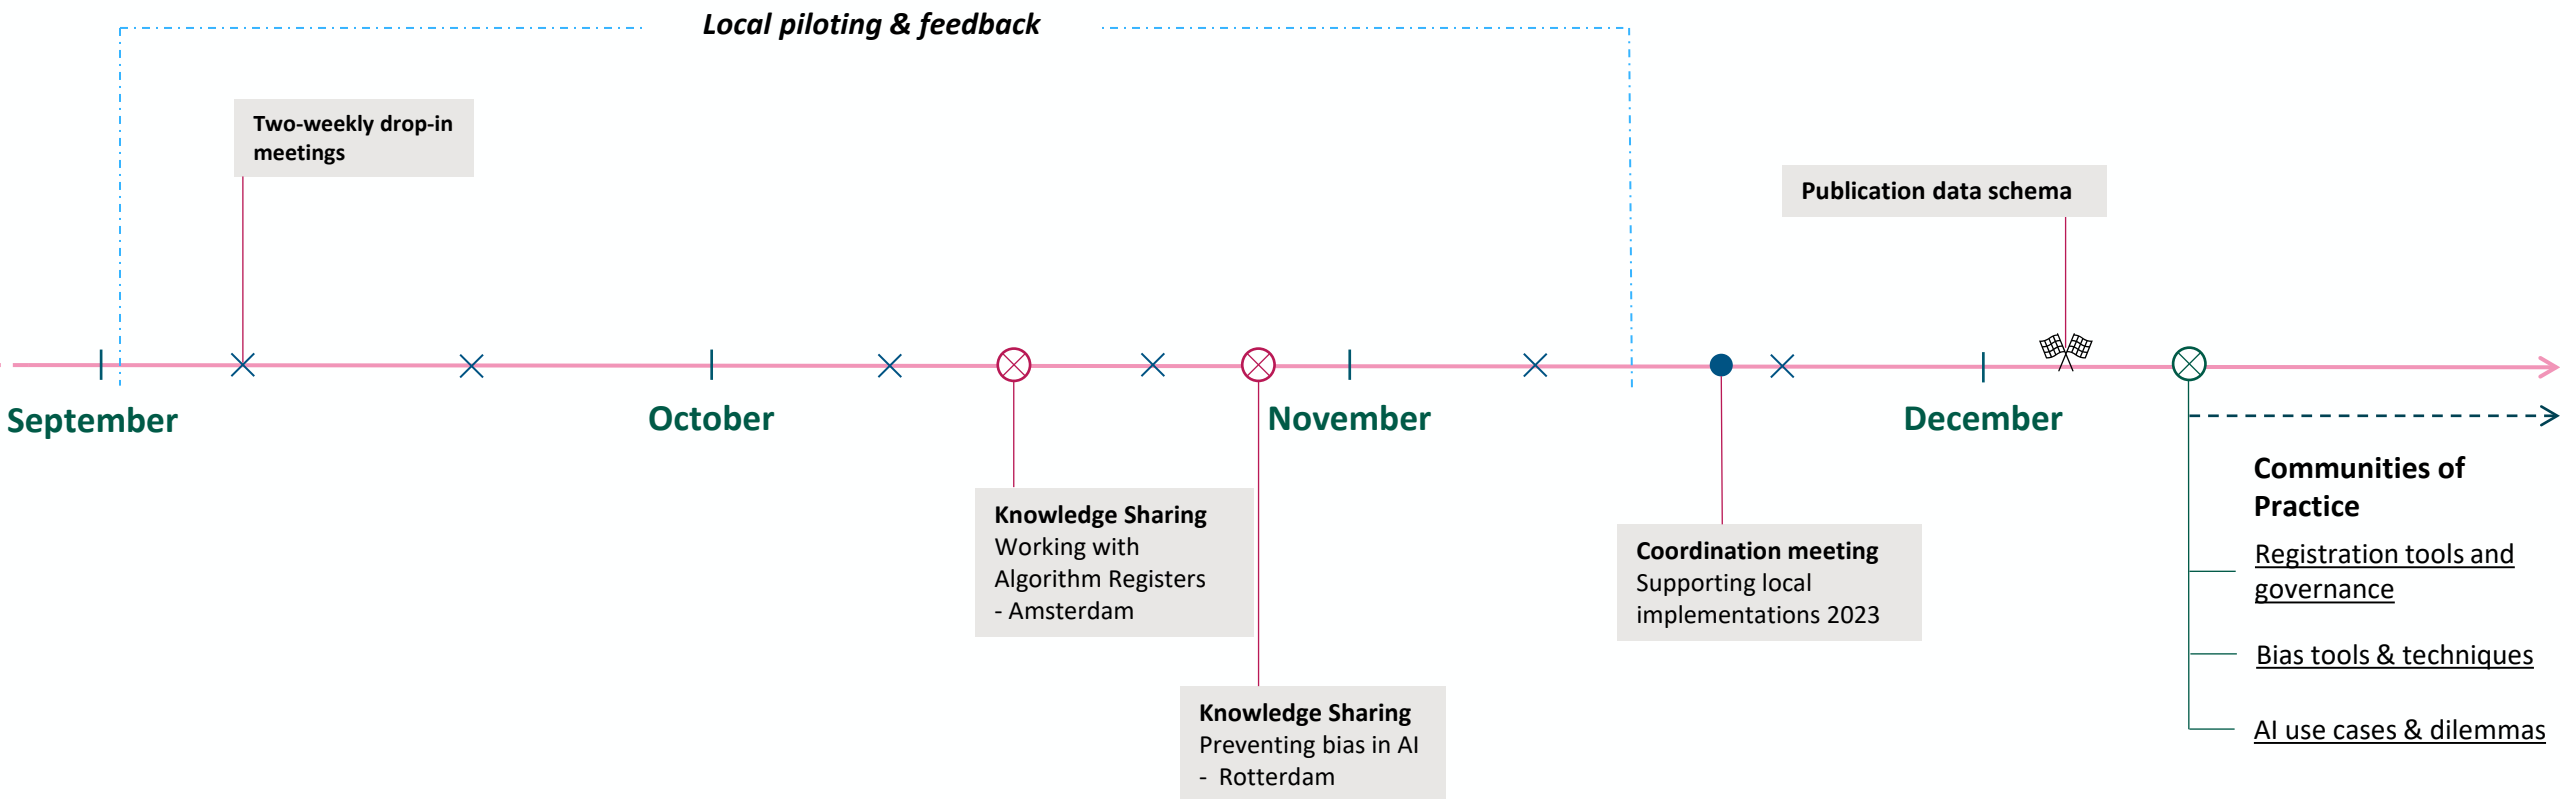 Local piloting & feedback
Two-weekly drop-in
meetings
Publication data schema
September
October
November
December
Knowledge Sharing
Working with
Algorithm Registers
- Amsterdam
Knowledge Sharing
Preventing bias in AI
- Rotterdam
Coordination meeting
Supporting local
implementations 2023
Communities of
Practice
Registration tools and
governance
Bias tools & techniques
AI use cases & dilemmas